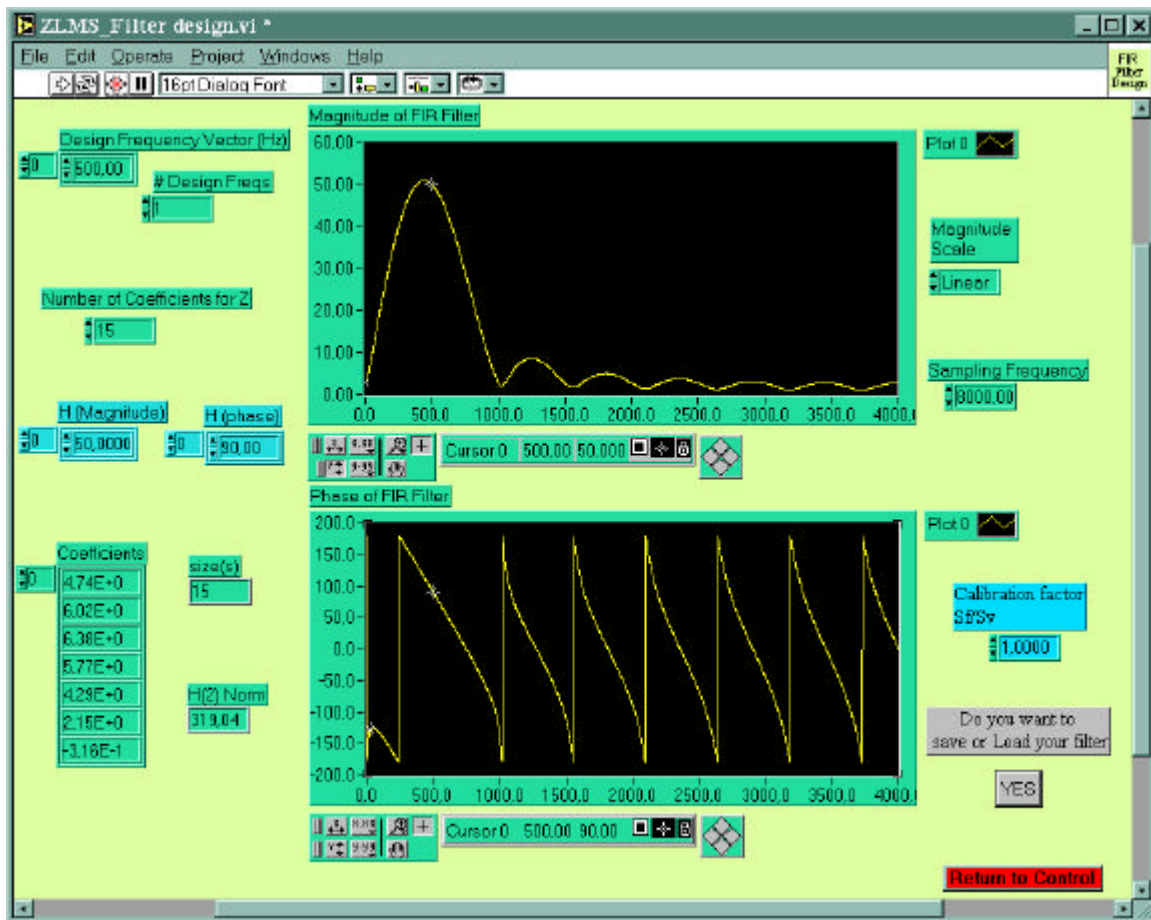 ZLMS_Filter design.vi *
File Edit Operate Project Windows Help
16pt Dialog Font
FIR
Filter
Design
Design Frequency Vector (Hz)
0 500,00
# Design Freqs
1
Number of Coefficients for Z
15
H (Magnitude)
0 50,0000
H (phase)
0 90,00
Coefficients
0
4.74E+0
6.02E+0
6.38E+0
5.77E+0
4.29E+0
2.15E+0
-3.16E-1
size(s)
15
H(Z) Norm
319,04
Magnitude of FIR Filter
60.00
50.00
40.00
30.00
20.00
10.00
0.00
0,0 500,0 1000,0 1500,0 2000,0 2500,0 3000,0 3500,0 4000,0
Cursor 0 500.00 50.000
Phase of FIR Filter
200.0
150.0
100.0
50.0
0.0
-50.0
-100.0
-150.0
-200.0
0,0 500,0 1000,0 1500,0 2000,0 2500,0 3000,0 3500,0 4000,0
Cursor 0 500.00 90.00
Plot 0
Magnitude
Scale
Linear
Sampling Frequency
8000,00
Plot 0
Calibration factor
Sf/Sv
1,0000
Do you want to
save or Load your filter
YES
Return to Control